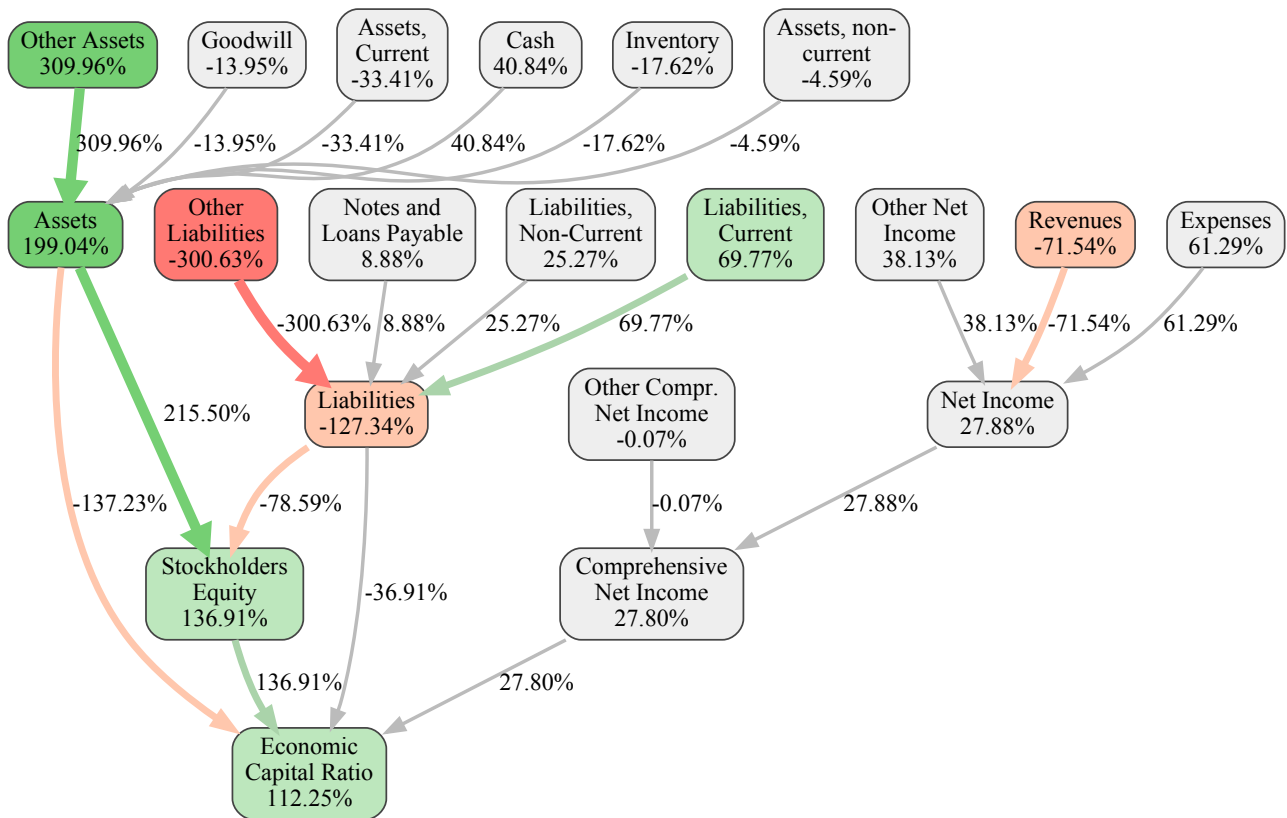 Other Assets
309.96%
Goodwill
-13.95%
Assets,
Current
-33.41%
Cash
40.84%
Inventory
-17.62%
Assets, non-
current
-4.59%
309.96%
-13.95%
-33.41%
40.84%
-17.62%
-4.59%
Assets
199.04%
Other
Liabilities
-300.63%
Notes and
Loans Payable
8.88%
Liabilities,
Non-Current
25.27%
Liabilities,
Current
69.77%
Other Net
Income
38.13%
Revenues
-71.54%
Expenses
61.29%
-300.63%
8.88%
25.27%
69.77%
38.13%
-71.54%
61.29%
215.50%
Liabilities
-127.34%
Other Compr.
Net Income
-0.07%
Net Income
27.88%
-137.23%
-78.59%
-0.07%
27.88%
Stockholders
Equity
136.91%
-36.91%
Comprehensive
Net Income
27.80%
136.91%
27.80%
Economic
Capital Ratio
112.25%